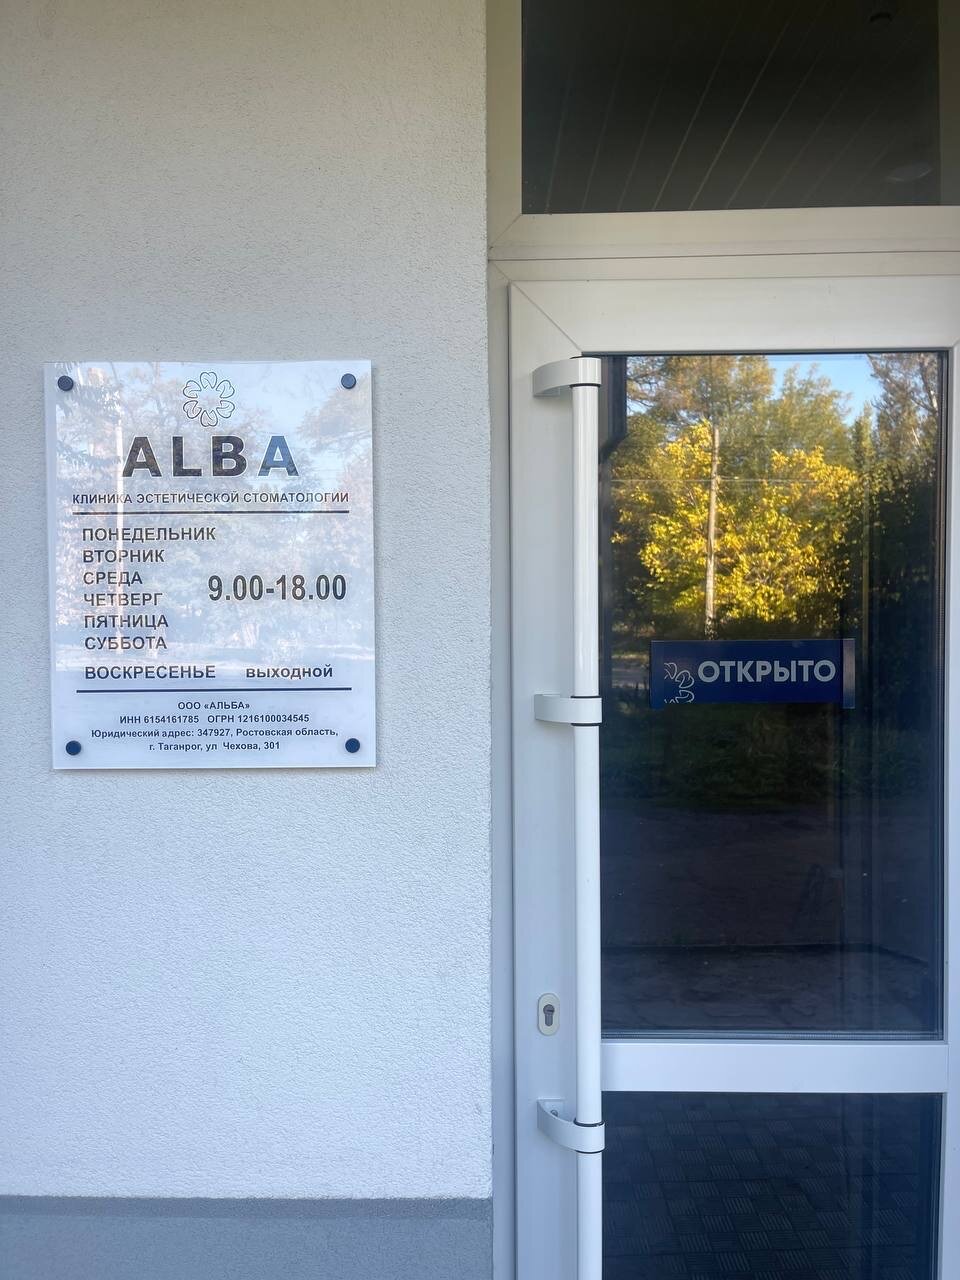 ALBA
КЛИНИКА ЭСТЕТИЧЕСКОЙ СТОМАТОЛОГИИ
ПОНЕДЕЛЬНИК
ВТОРНИК
СРЕДА
ЧЕТВЕРГ
9.00-18.00
ПЯТНИЦА
СУББОТА
ВОСКРЕСЕНЬЕ выходной
ООО «АЛЬБА»
ИНН 6154161785 ОГРН 1216100034545
Юридический адрес: 347927, Ростовская область,
г. Таганрог, ул Чехова, 301
ОТКРЫТО